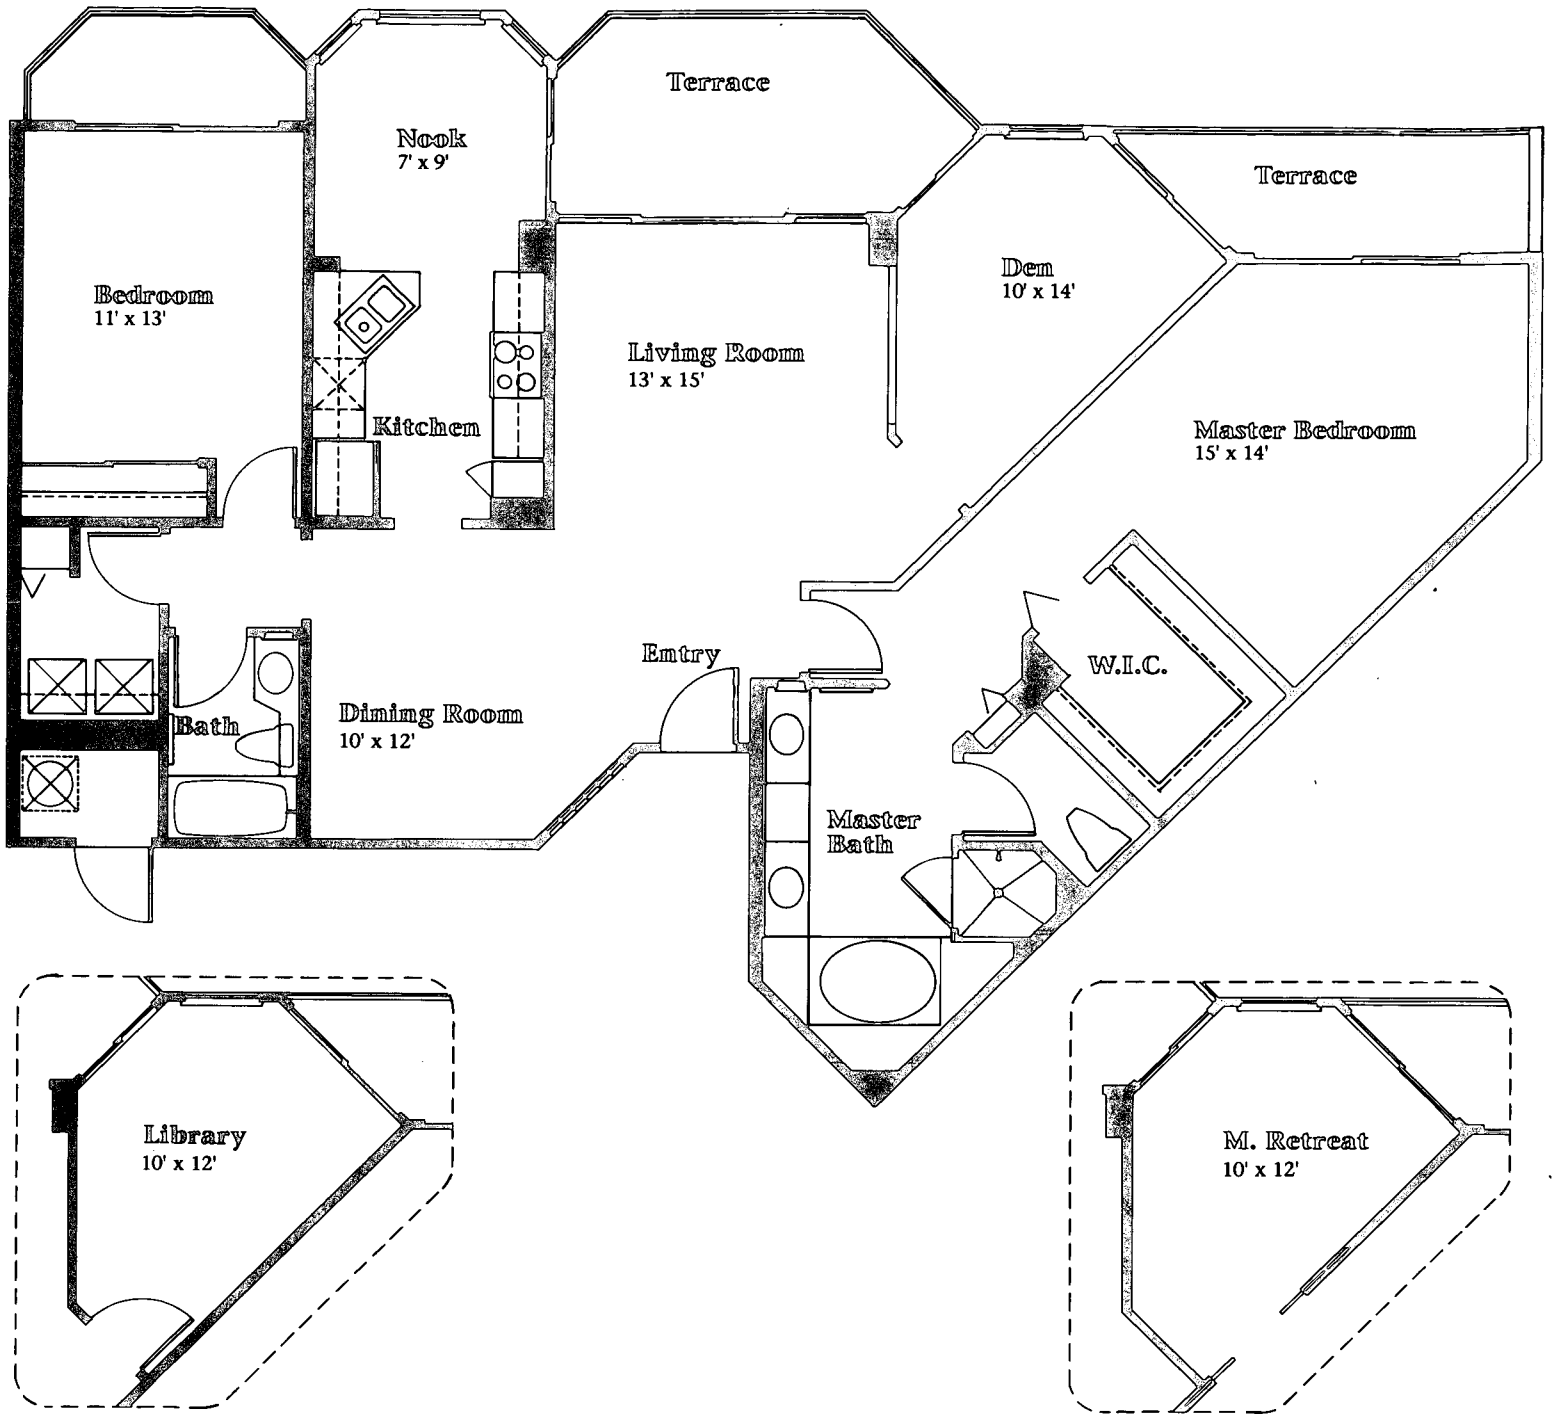 Terrace
Nook
7' x 9'
Terrace
Den
10' x 14'
Bedroom
11' x 13'
Living Room
13' x 15'
Kitchen
Master Bedroom
15' x 14'
Entry
W.I.C.
Bath
Dining Room
10' x 12'
Master
Bath
Library
10' x 12'
M. Retreat
10' x 12'